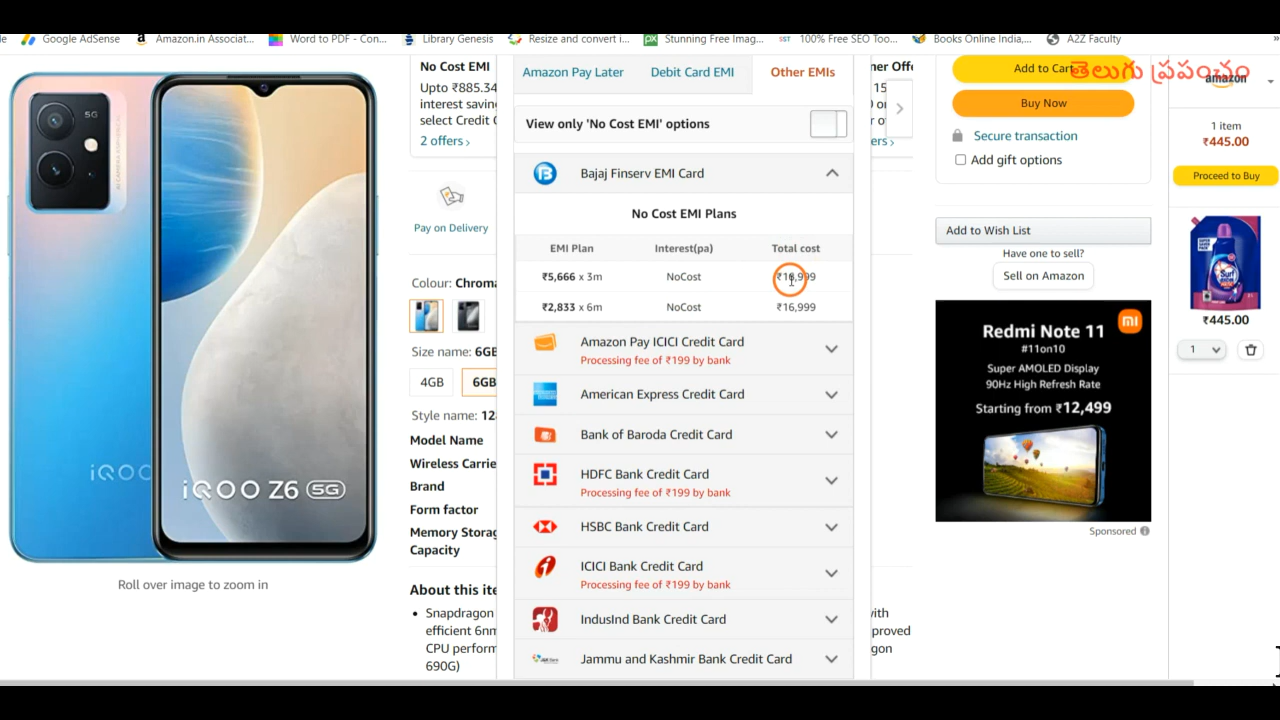 Google AdSense
Amazon.in Associat...
Word to PDF - Con...
Library Genesis
Resize and convert i...
Stunning Free Imag...
100% Free SEO Too...
Books Online India,...
A2Z Faculty
తెలుగు ప్రపంచం
amazon
5G
iQOO
iQOO Z6 5G
Roll over image to zoom in
No Cost EMI
Upto ₹885.34
interest savin
select Credit C
2 offers ›
Pay on Delivery
Colour: Chroma
Size name: 6GB
4GB
6GB
Style name: 12
Model Name
Wireless Carrie
Brand
Form factor
Memory Storag
Capacity
About this ite
Snapdragon
efficient 6nm
CPU perform
690G)
Amazon Pay Later
Debit Card EMI
Other EMIs
View only 'No Cost EMI' options
Bajaj Finserv EMI Card
No Cost EMI Plans
EMI Plan Interest(pa) Total cost
₹5,666 x 3m NoCost ₹16,999
₹2,833 x 6m NoCost ₹16,999
Amazon Pay ICICI Credit Card
Processing fee of ₹199 by bank
American Express Credit Card
Bank of Baroda Credit Card
HDFC Bank Credit Card
Processing fee of ₹199 by bank
HSBC Bank Credit Card
ICICI Bank Credit Card
Processing fee of ₹199 by bank
IndusInd Bank Credit Card
Jammu and Kashmir Bank Credit Card
ner Offe
15
ers ›
with
proved
gon
Add to Cart
Buy Now
Secure transaction
Add gift options
Add to Wish List
Have one to sell?
Sell on Amazon
mi
Redmi Note 11
#11on10
Super AMOLED Display
90Hz High Refresh Rate
Starting from ₹12,499
Sponsored
1 item
₹445.00
Proceed to Buy
Surf excel
₹445.00
1